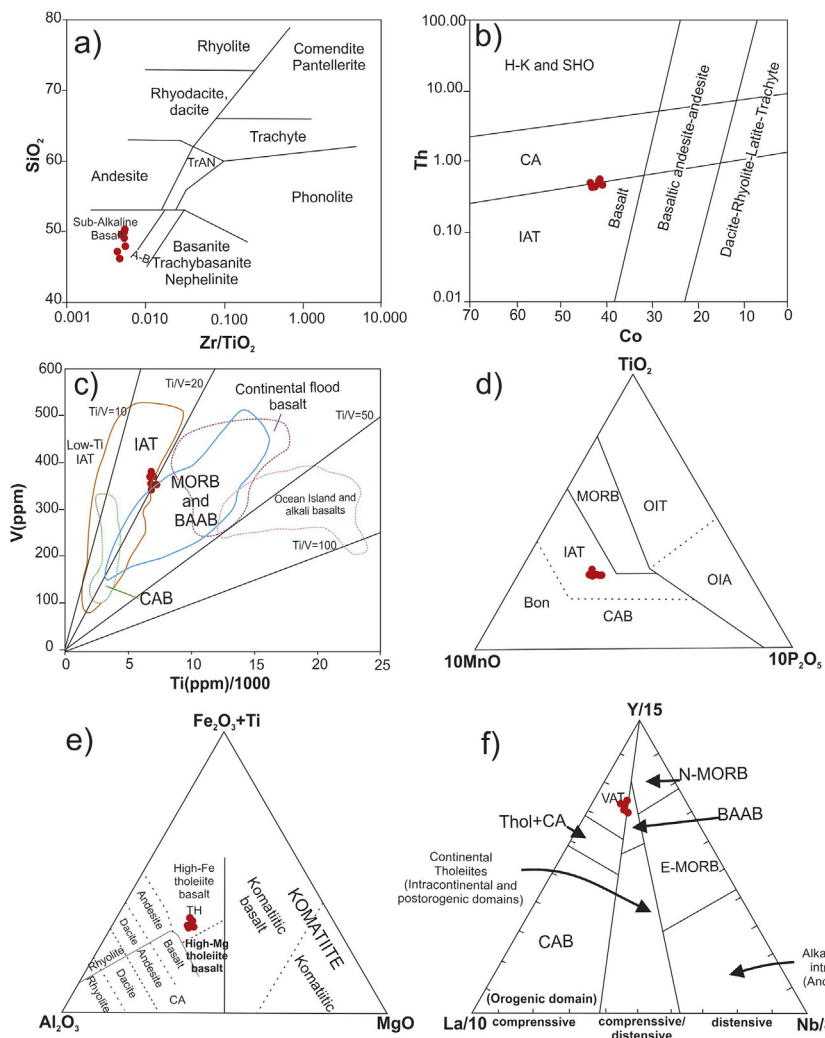 a)
SiO₂
80
70
60
50
40
0.001
0.010
0.100
1.000
10.000
Zr/TiO₂
Rhyolite
Comendite
Pantellerite
Rhyodacite,
dacite
Trachyte
TrAN
Andesite
Phonolite
Sub-Alkaline
Basalt
A-B
Basanite
Trachybasanite
Nephelinite
b)
Th
100.00
10.00
1.00
0.10
0.01
70
60
50
40
30
20
10
0
Co
H-K and SHO
CA
IAT
Basalt
Basaltic andesite-andesite
Dacite-Rhyolite-Latite-Trachyte
c)
V(ppm)
600
500
400
300
200
100
0
0
5
10
15
20
25
Ti(ppm)/1000
Ti/V=10
Ti/V=20
Ti/V=50
Ti/V=100
Low-Ti
IAT
IAT
Continental flood
basalt
MORB
and
BAAB
Ocean Island and
alkali basalts
CAB
d)
TiO₂
MORB
OIT
IAT
OIA
Bon
CAB
10MnO
10P₂O₅
e)
Fe₂O₃+Ti
High-Fe
tholeiite
basalt
TH
High-Mg
tholeiite
basalt
Andesite
Dacite
Rhyolite
Basalt
Andesite
Dacite
Rhyolite
CA
Komatiitic
basalt
KOMATIITE
Komatiitic
Al₂O₃
MgO
f)
Y/15
N-MORB
VAT
BAAB
Thol+CA
E-MORB
Continental
Tholeiites
(Intracontinental and
postorogenic domains)
CAB
(Orogenic domain)
Alka
intr
(Anc
La/10
comprenssive
comprenssive/
distensive
distensive
Nb/